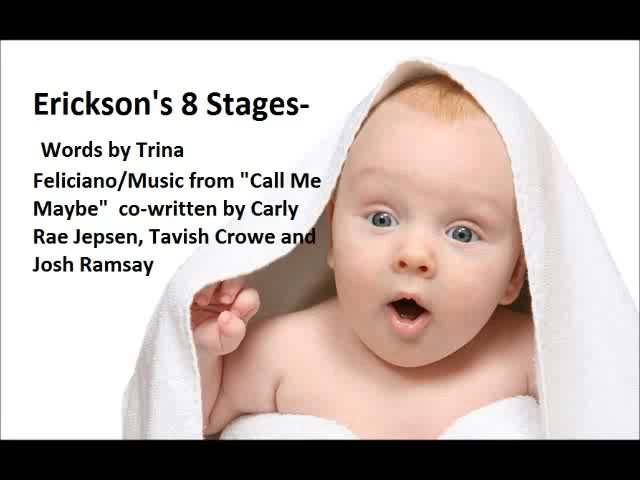 Erickson's 8 Stages-
Words by Trina
Feliciano/Music from "Call Me
Maybe"  co-written by Carly
Rae Jepsen, Tavish Crowe and
Josh Ramsay